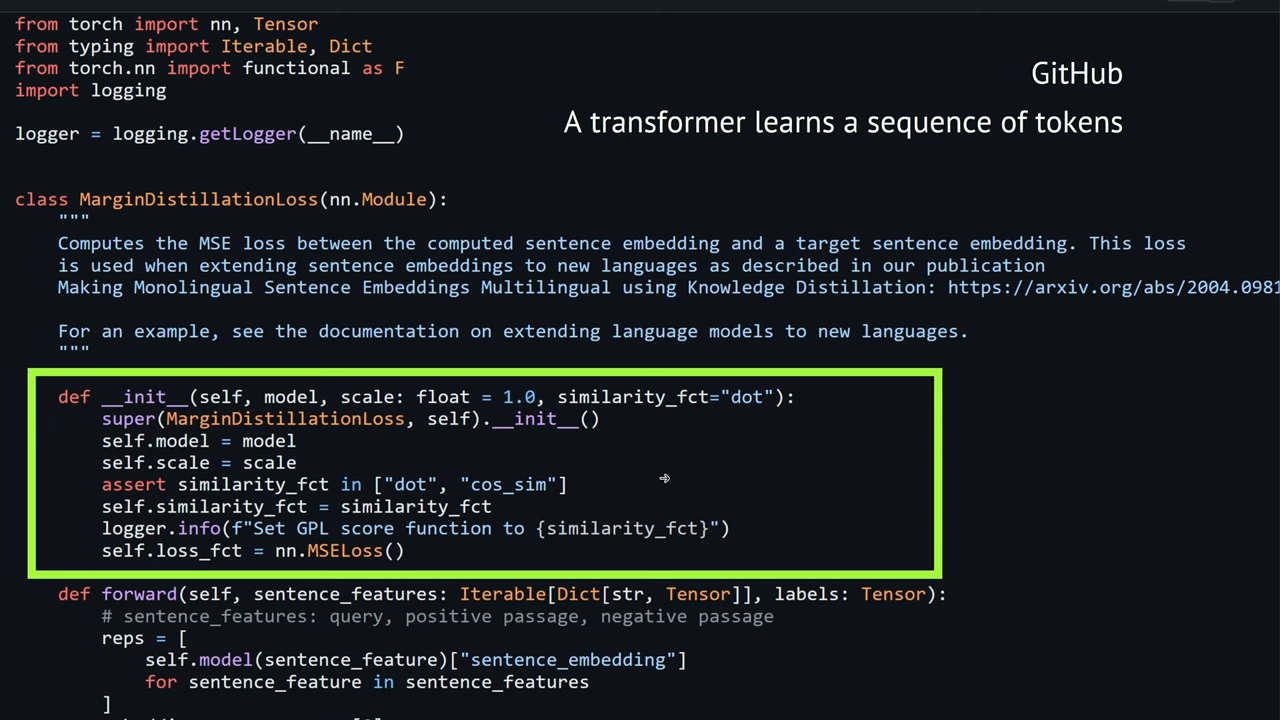 from torch import nn, Tensor
from typing import Iterable, Dict
from torch.nn import functional as F
import logging
GitHub
A transformer learns a sequence of tokens
logger = logging.getLogger(__name__)
class MarginDistillationLoss(nn.Module):
"""
Computes the MSE loss between the computed sentence embedding and a target sentence embedding. This loss
is used when extending sentence embeddings to new languages as described in our publication
Making Monolingual Sentence Embeddings Multilingual using Knowledge Distillation: https://arxiv.org/abs/2004.0981
For an example, see the documentation on extending language models to new languages.
"""
def __init__(self, model, scale: float = 1.0, similarity_fct="dot"):
super(MarginDistillationLoss, self).__init__()
self.model = model
self.scale = scale
assert similarity_fct in ["dot", "cos_sim"]
self.similarity_fct = similarity_fct
logger.info(f"Set GPL score function to {similarity_fct}")
self.loss_fct = nn.MSELoss()
def forward(self, sentence_features: Iterable[Dict[str, Tensor]], labels: Tensor):
# sentence_features: query, positive passage, negative passage
reps = [
self.model(sentence_feature)["sentence_embedding"]
for sentence_feature in sentence_features
]